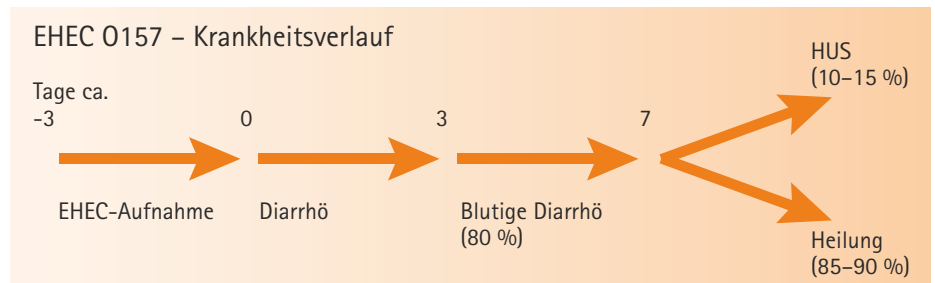 EHEC O157 – Krankheitsverlauf
Tage ca.
-3 0 3 7
EHEC-Aufnahme Diarrhö Blutige Diarrhö
(80 %)
HUS
(10–15 %)
Heilung
(85–90 %)